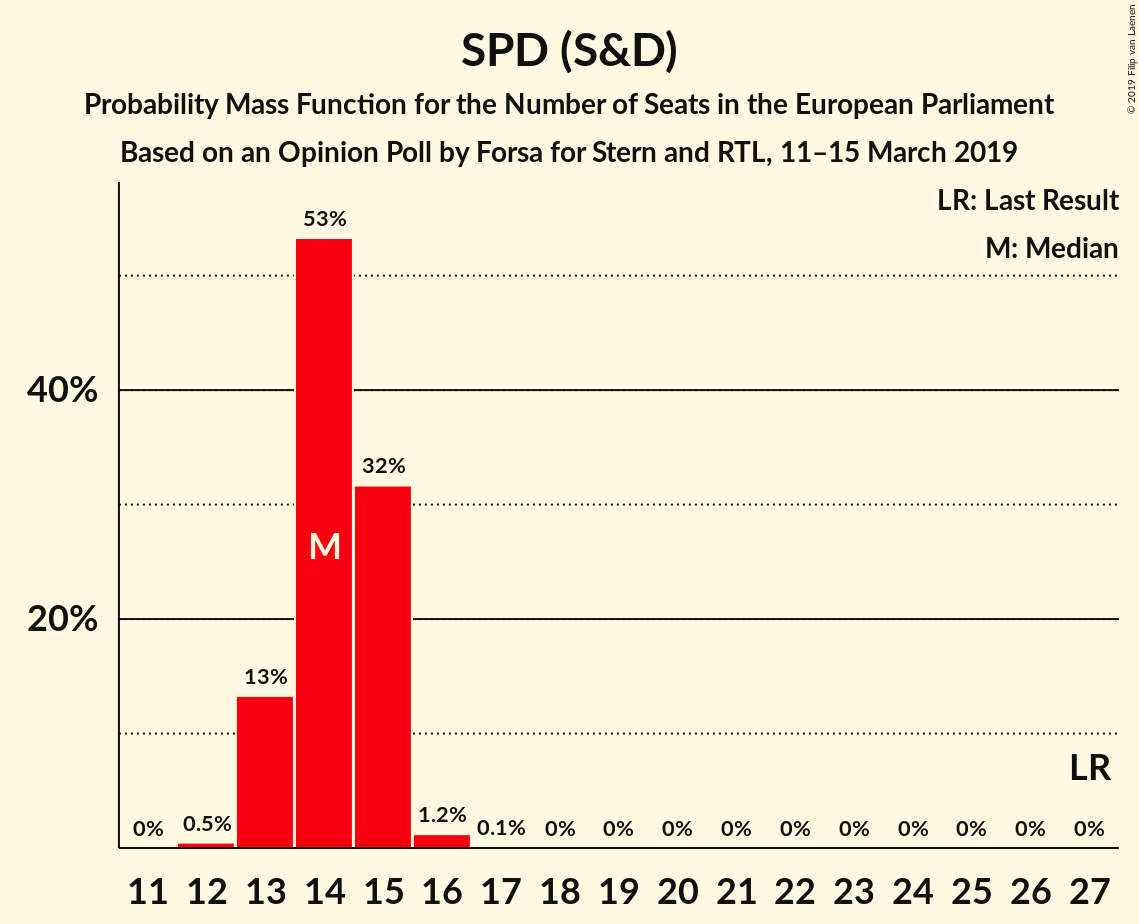 SPD (S&D)
Probability Mass Function for the Number of Seats in the European Parliament
Based on an Opinion Poll by Forsa for Stern and RTL, 11–15 March 2019
© 2019 Filip van Laenen
LR: Last Result
M: Median
53%
40%
32%
M
20%
13%
LR
0% 0.5% 1.2% 0.1% 0% 0% 0% 0% 0% 0% 0% 0% 0% 0%
11 12 13 14 15 16 17 18 19 20 21 22 23 24 25 26 27